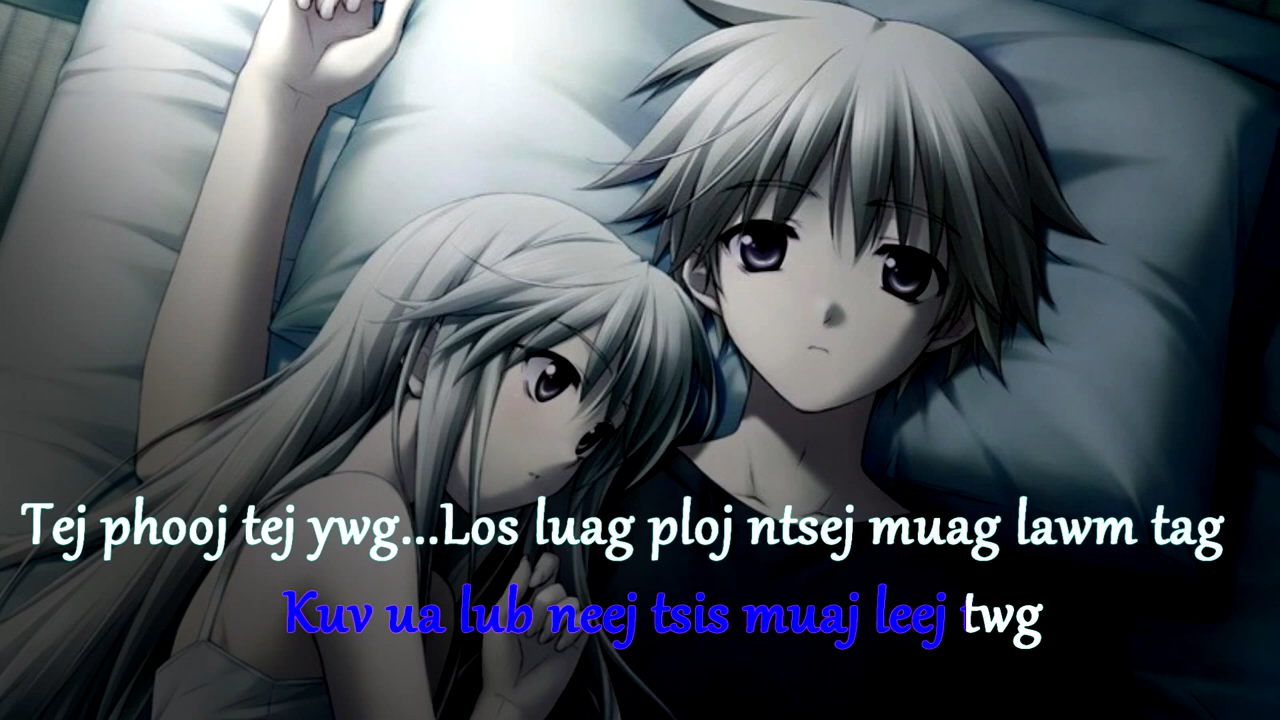 Tej phooj tej ywg...Los luag ploj ntsej muag lawm tag
Kuv ua lub neej tsis muaj leej twg